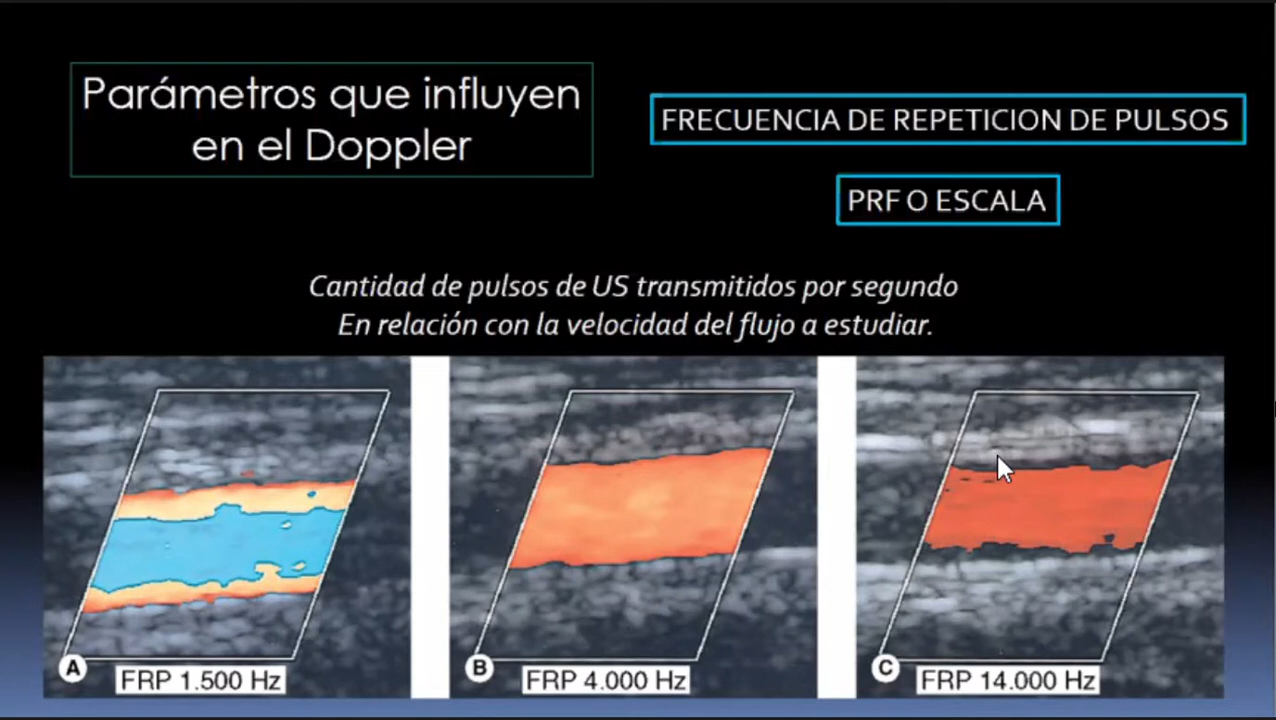 Parámetros que influyen
en el Doppler
FRECUENCIA DE REPETICION DE PULSOS
PRF O ESCALA
Cantidad de pulsos de US transmitidos por segundo
En relación con la velocidad del flujo a estudiar.
A
FRP 1.500 Hz
B
FRP 4.000 Hz
C
FRP 14.000 Hz